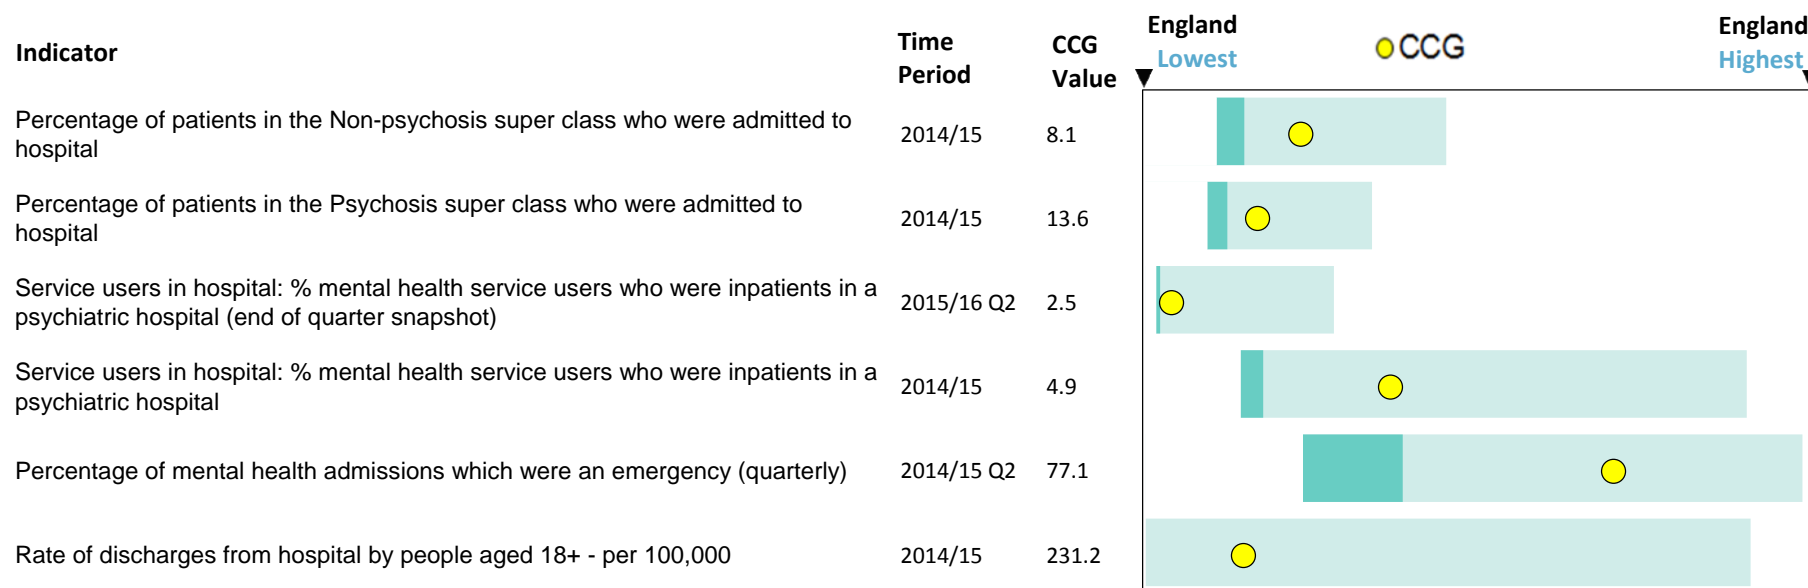 Indicator
Time
Period
CCG
Value
England
Lowest
CCG
England
Highest
Percentage of patients in the Non-psychosis super class who were admitted to
hospital
2014/15
8.1
Percentage of patients in the Psychosis super class who were admitted to
hospital
2014/15
13.6
Service users in hospital: % mental health service users who were inpatients in a
psychiatric hospital (end of quarter snapshot)
2015/16 Q2
2.5
Service users in hospital: % mental health service users who were inpatients in a
psychiatric hospital
2014/15
4.9
Percentage of mental health admissions which were an emergency (quarterly)
2014/15 Q2
77.1
Rate of discharges from hospital by people aged 18+ - per 100,000
2014/15
231.2